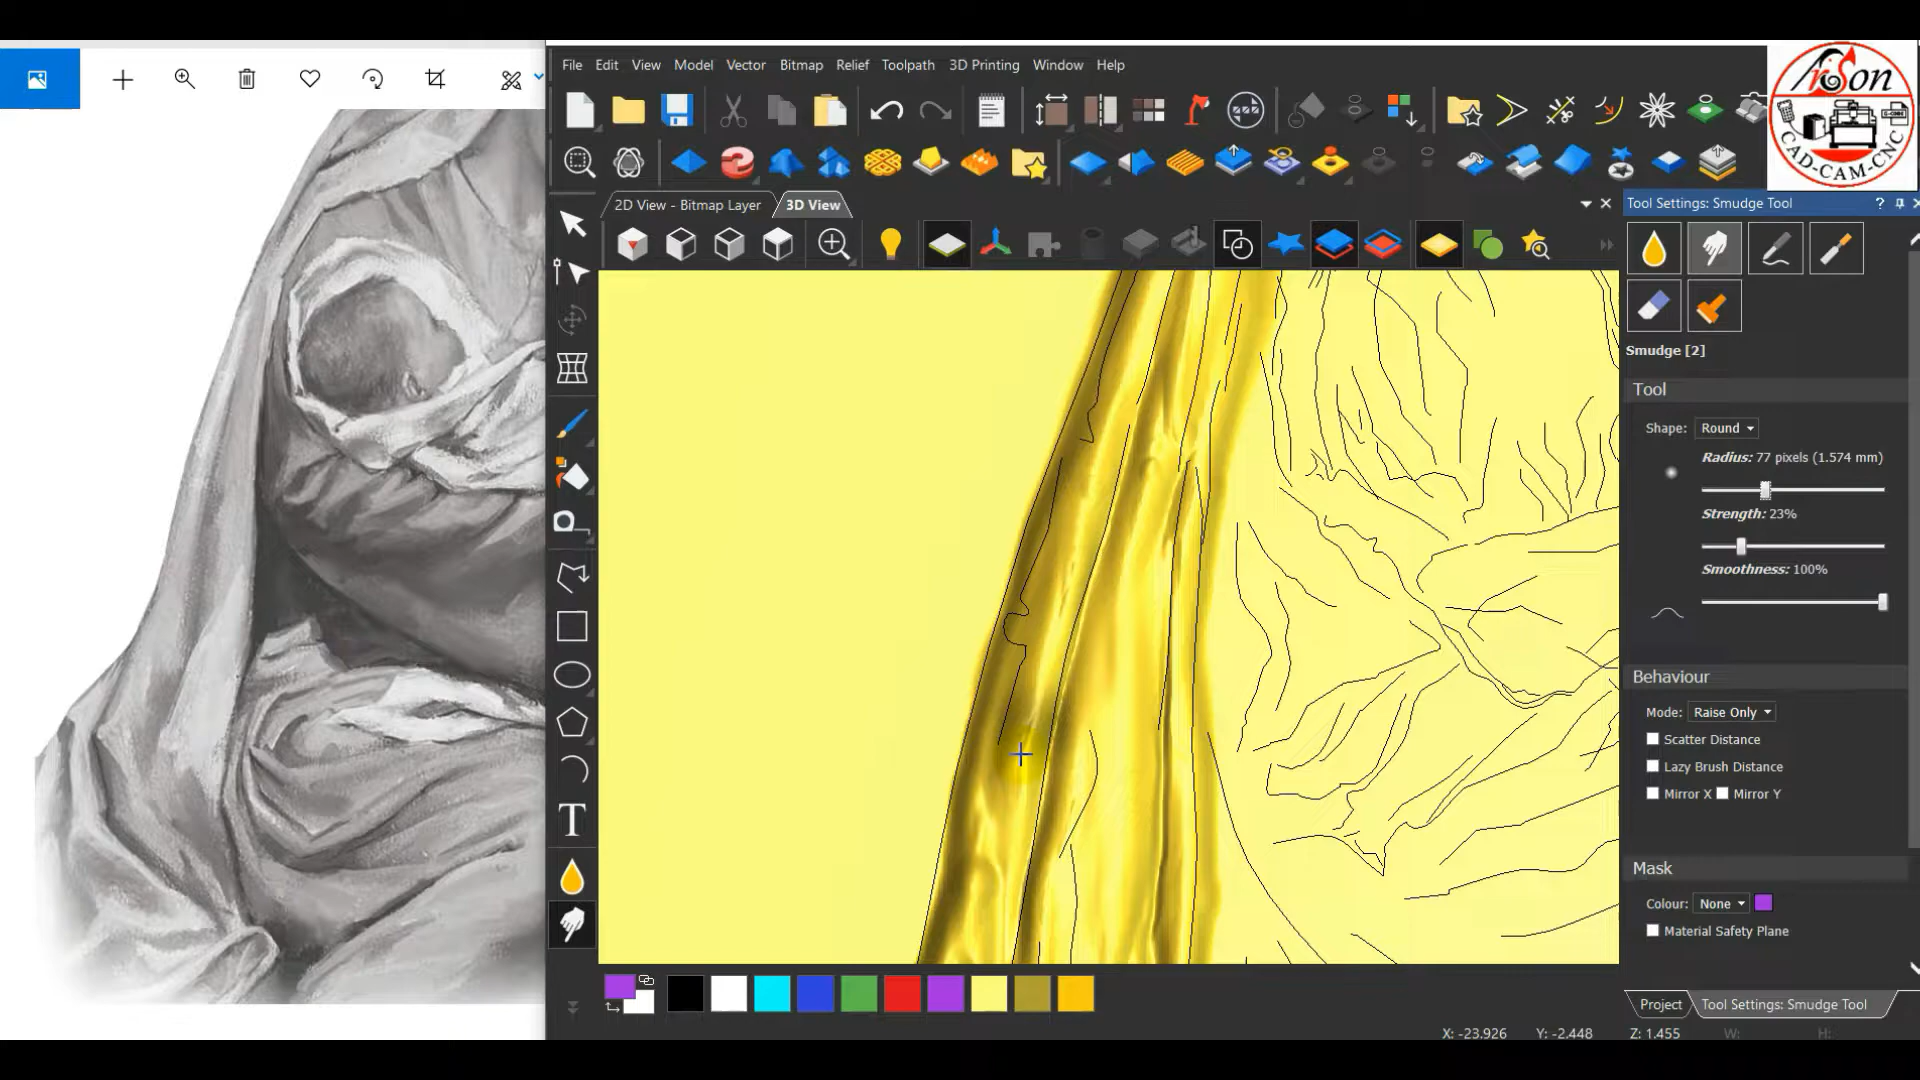 File Edit View Model Vector Bitmap Relief Toolpath 3D Printing Window Help
ArSon
CAD-CAM-CNC
2D View - Bitmap Layer 3D View
Tool Settings: Smudge Tool ?
Smudge [2]
Tool
Shape: Round
Radius: 77 pixels (1.574 mm)
Strength: 23%
Smoothness: 100%
Behaviour
Mode: Raise Only
Scatter Distance
Lazy Brush Distance
Mirror X Mirror Y
Mask
Colour: None
Material Safety Plane
T
Project Tool Settings: Smudge Tool
X: -23.926 Y: -2.448 Z: 1.455 W: H: